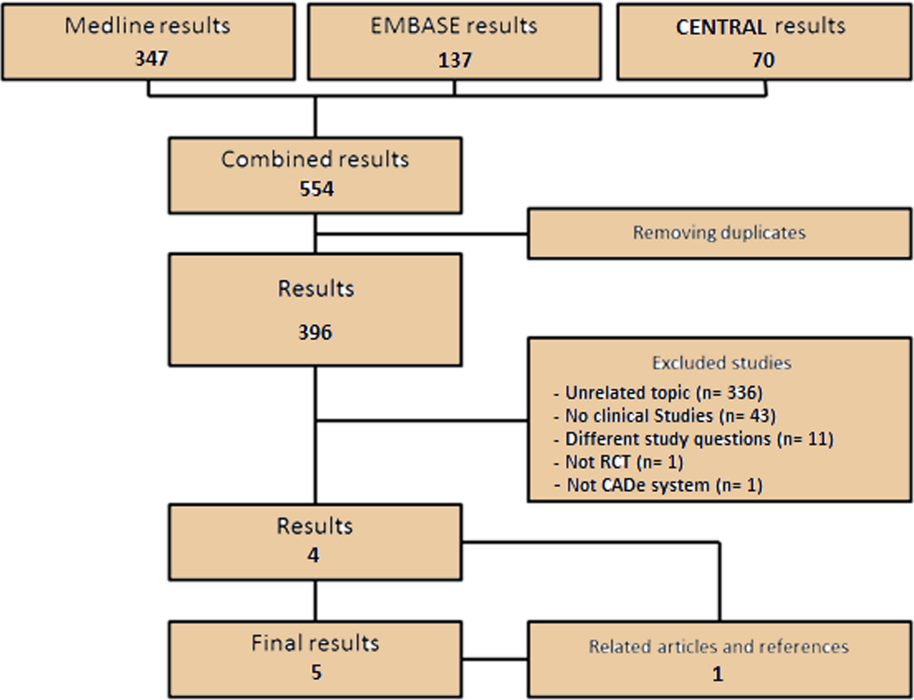 Medline results
347
EMBASE results
137
CENTRAL results
70
Combined results
554
Removing duplicates
Results
396
Excluded studies
- Unrelated topic (n= 336)
- No clinical Studies (n= 43)
- Different study questions (n= 11)
- Not RCT (n= 1)
- Not CADe system (n= 1)
Results
4
Final results
5
Related articles and references
1